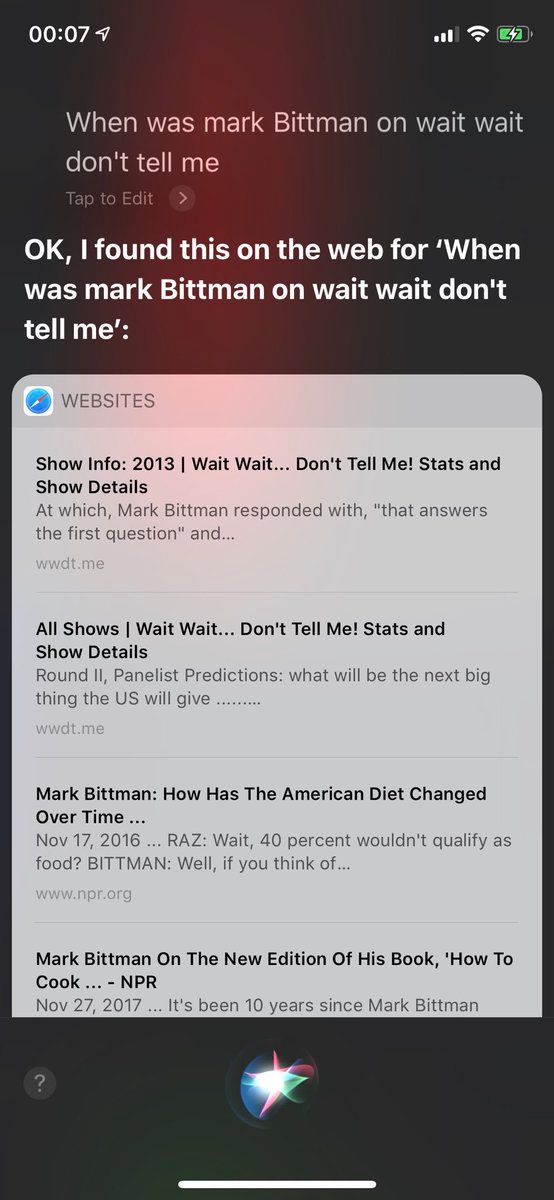 00:07
When was mark Bittman on wait wait
don't tell me
Tap to Edit
OK, I found this on the web for ‘When
was mark Bittman on wait wait don't
tell me’:
WEBSITES
Show Info: 2013 | Wait Wait... Don't Tell Me! Stats and
Show Details
At which, Mark Bittman responded with, "that answers
the first question" and...
wwdt.me
All Shows | Wait Wait... Don't Tell Me! Stats and
Show Details
Round II, Panelist Predictions: what will be the next big
thing the US will give ........…
wwdt.me
Mark Bittman: How Has The American Diet Changed
Over Time ...
Nov 17, 2016 ... RAZ: Wait, 40 percent wouldn't qualify as
food? BITTMAN: Well, if you think of...
www.npr.org
Mark Bittman On The New Edition Of His Book, 'How To
Cook ... - NPR
Nov 27, 2017 ... It's been 10 years since Mark Bittman
?